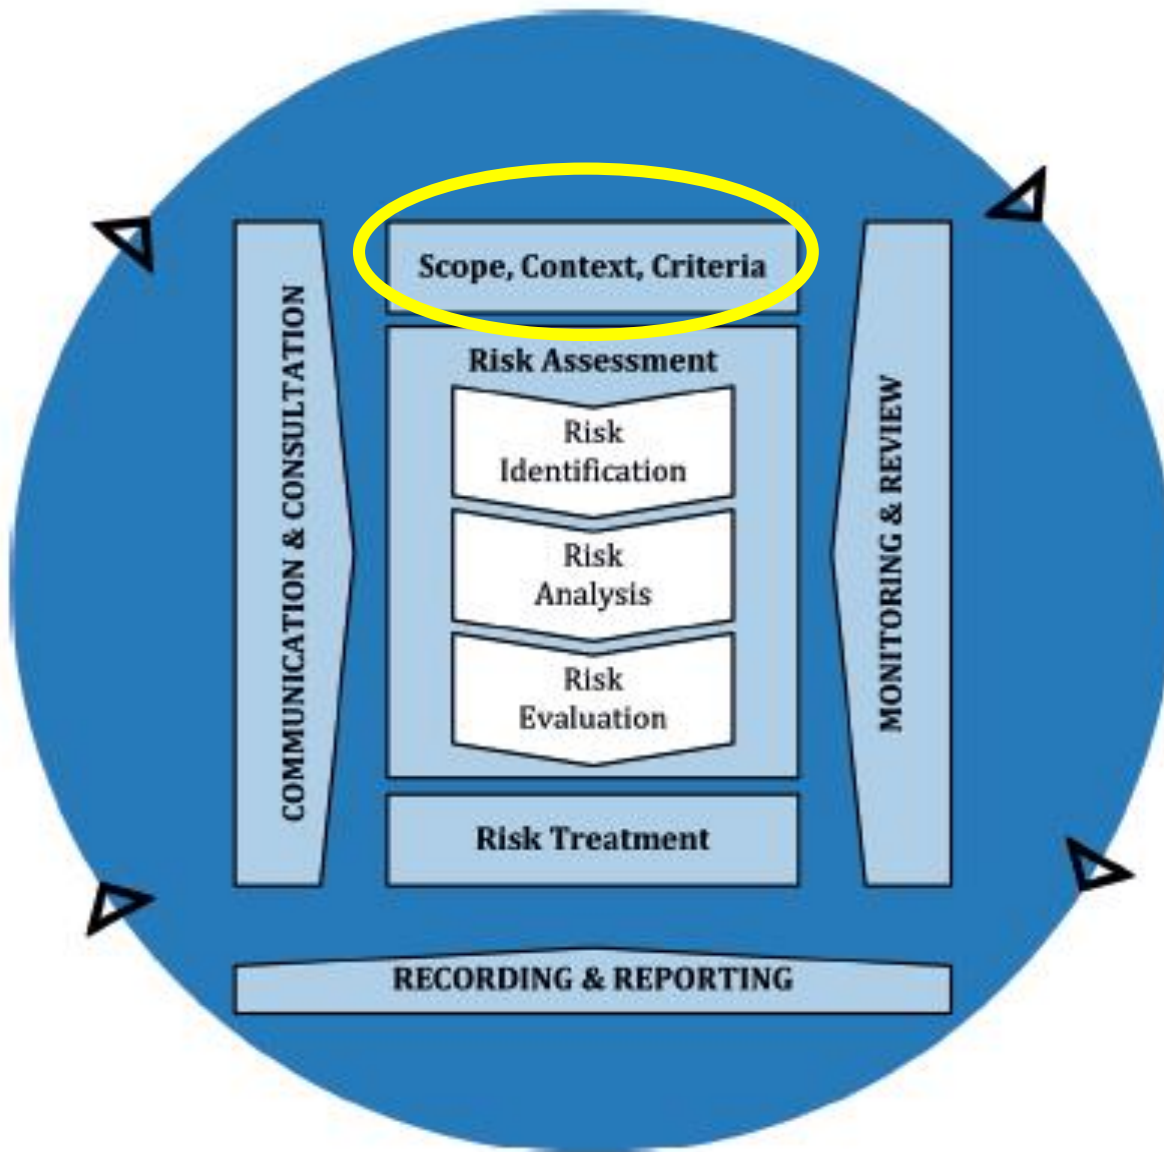 Scope, Context, Criteria
Risk Assessment
Risk
Identification
Risk
Analysis
Risk
Evaluation
Risk Treatment
COMMUNICATION & CONSULTATION
MONITORING & REVIEW
RECORDING & REPORTING